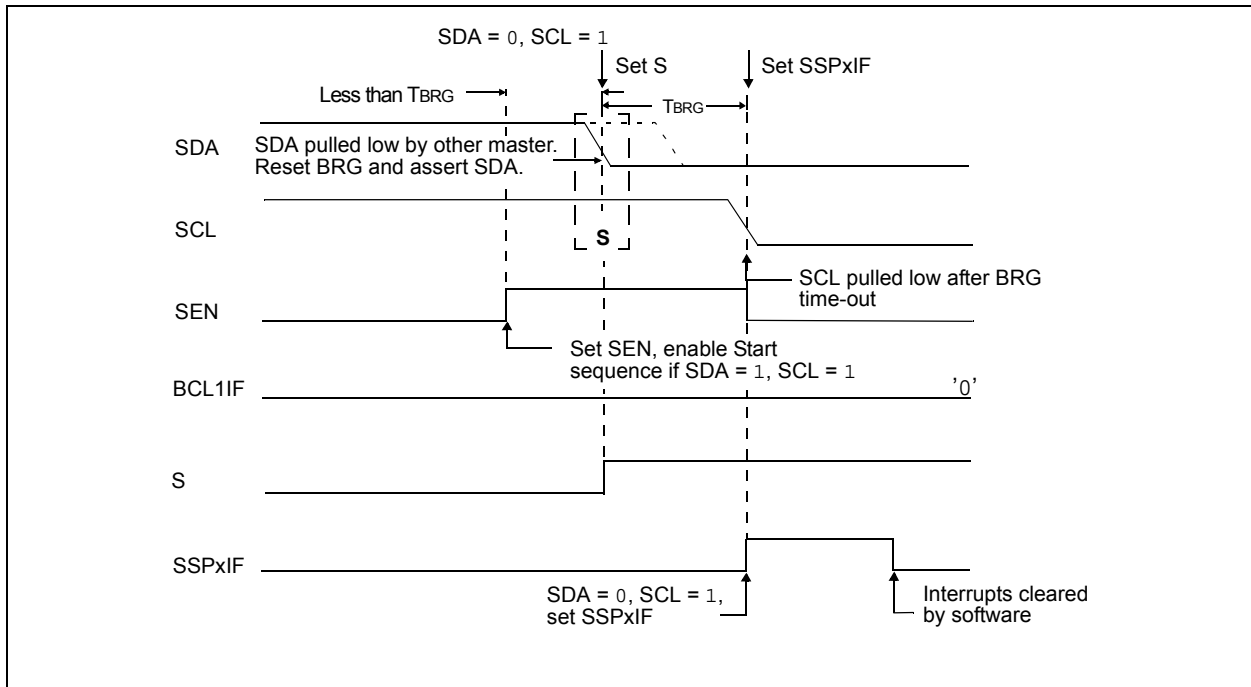 SDA = 0, SCL = 1
Set S
Set SSPxIF
Less than TBRG
TBRG
SDA
SDA pulled low by other master.
Reset BRG and assert SDA.
SCL
S
SCL pulled low after BRG
time-out
SEN
Set SEN, enable Start
sequence if SDA = 1, SCL = 1
BCL1IF
'0'
S
SSPxIF
SDA = 0, SCL = 1,
set SSPxIF
Interrupts cleared
by software